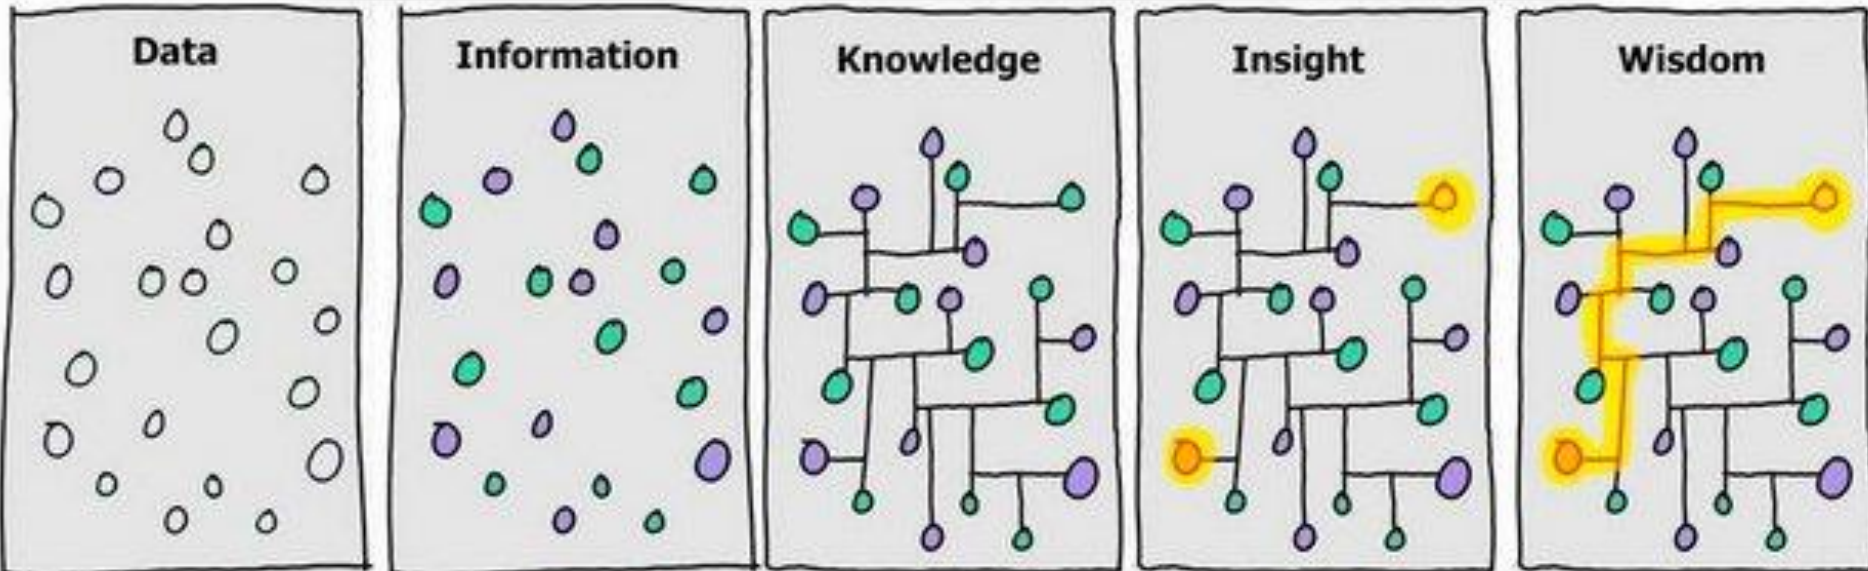 Data
Information
Knowledge
Insight
Wisdom